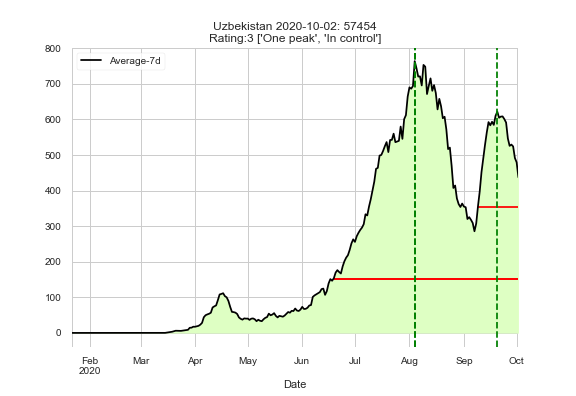 Uzbekistan 2020-10-02: 57454
Rating:3 ['One peak', 'In control']
Average-7d
800
700
600
500
400
300
200
100
0
Feb Mar Apr May Jun Jul Aug Sep Oct
2020
Date